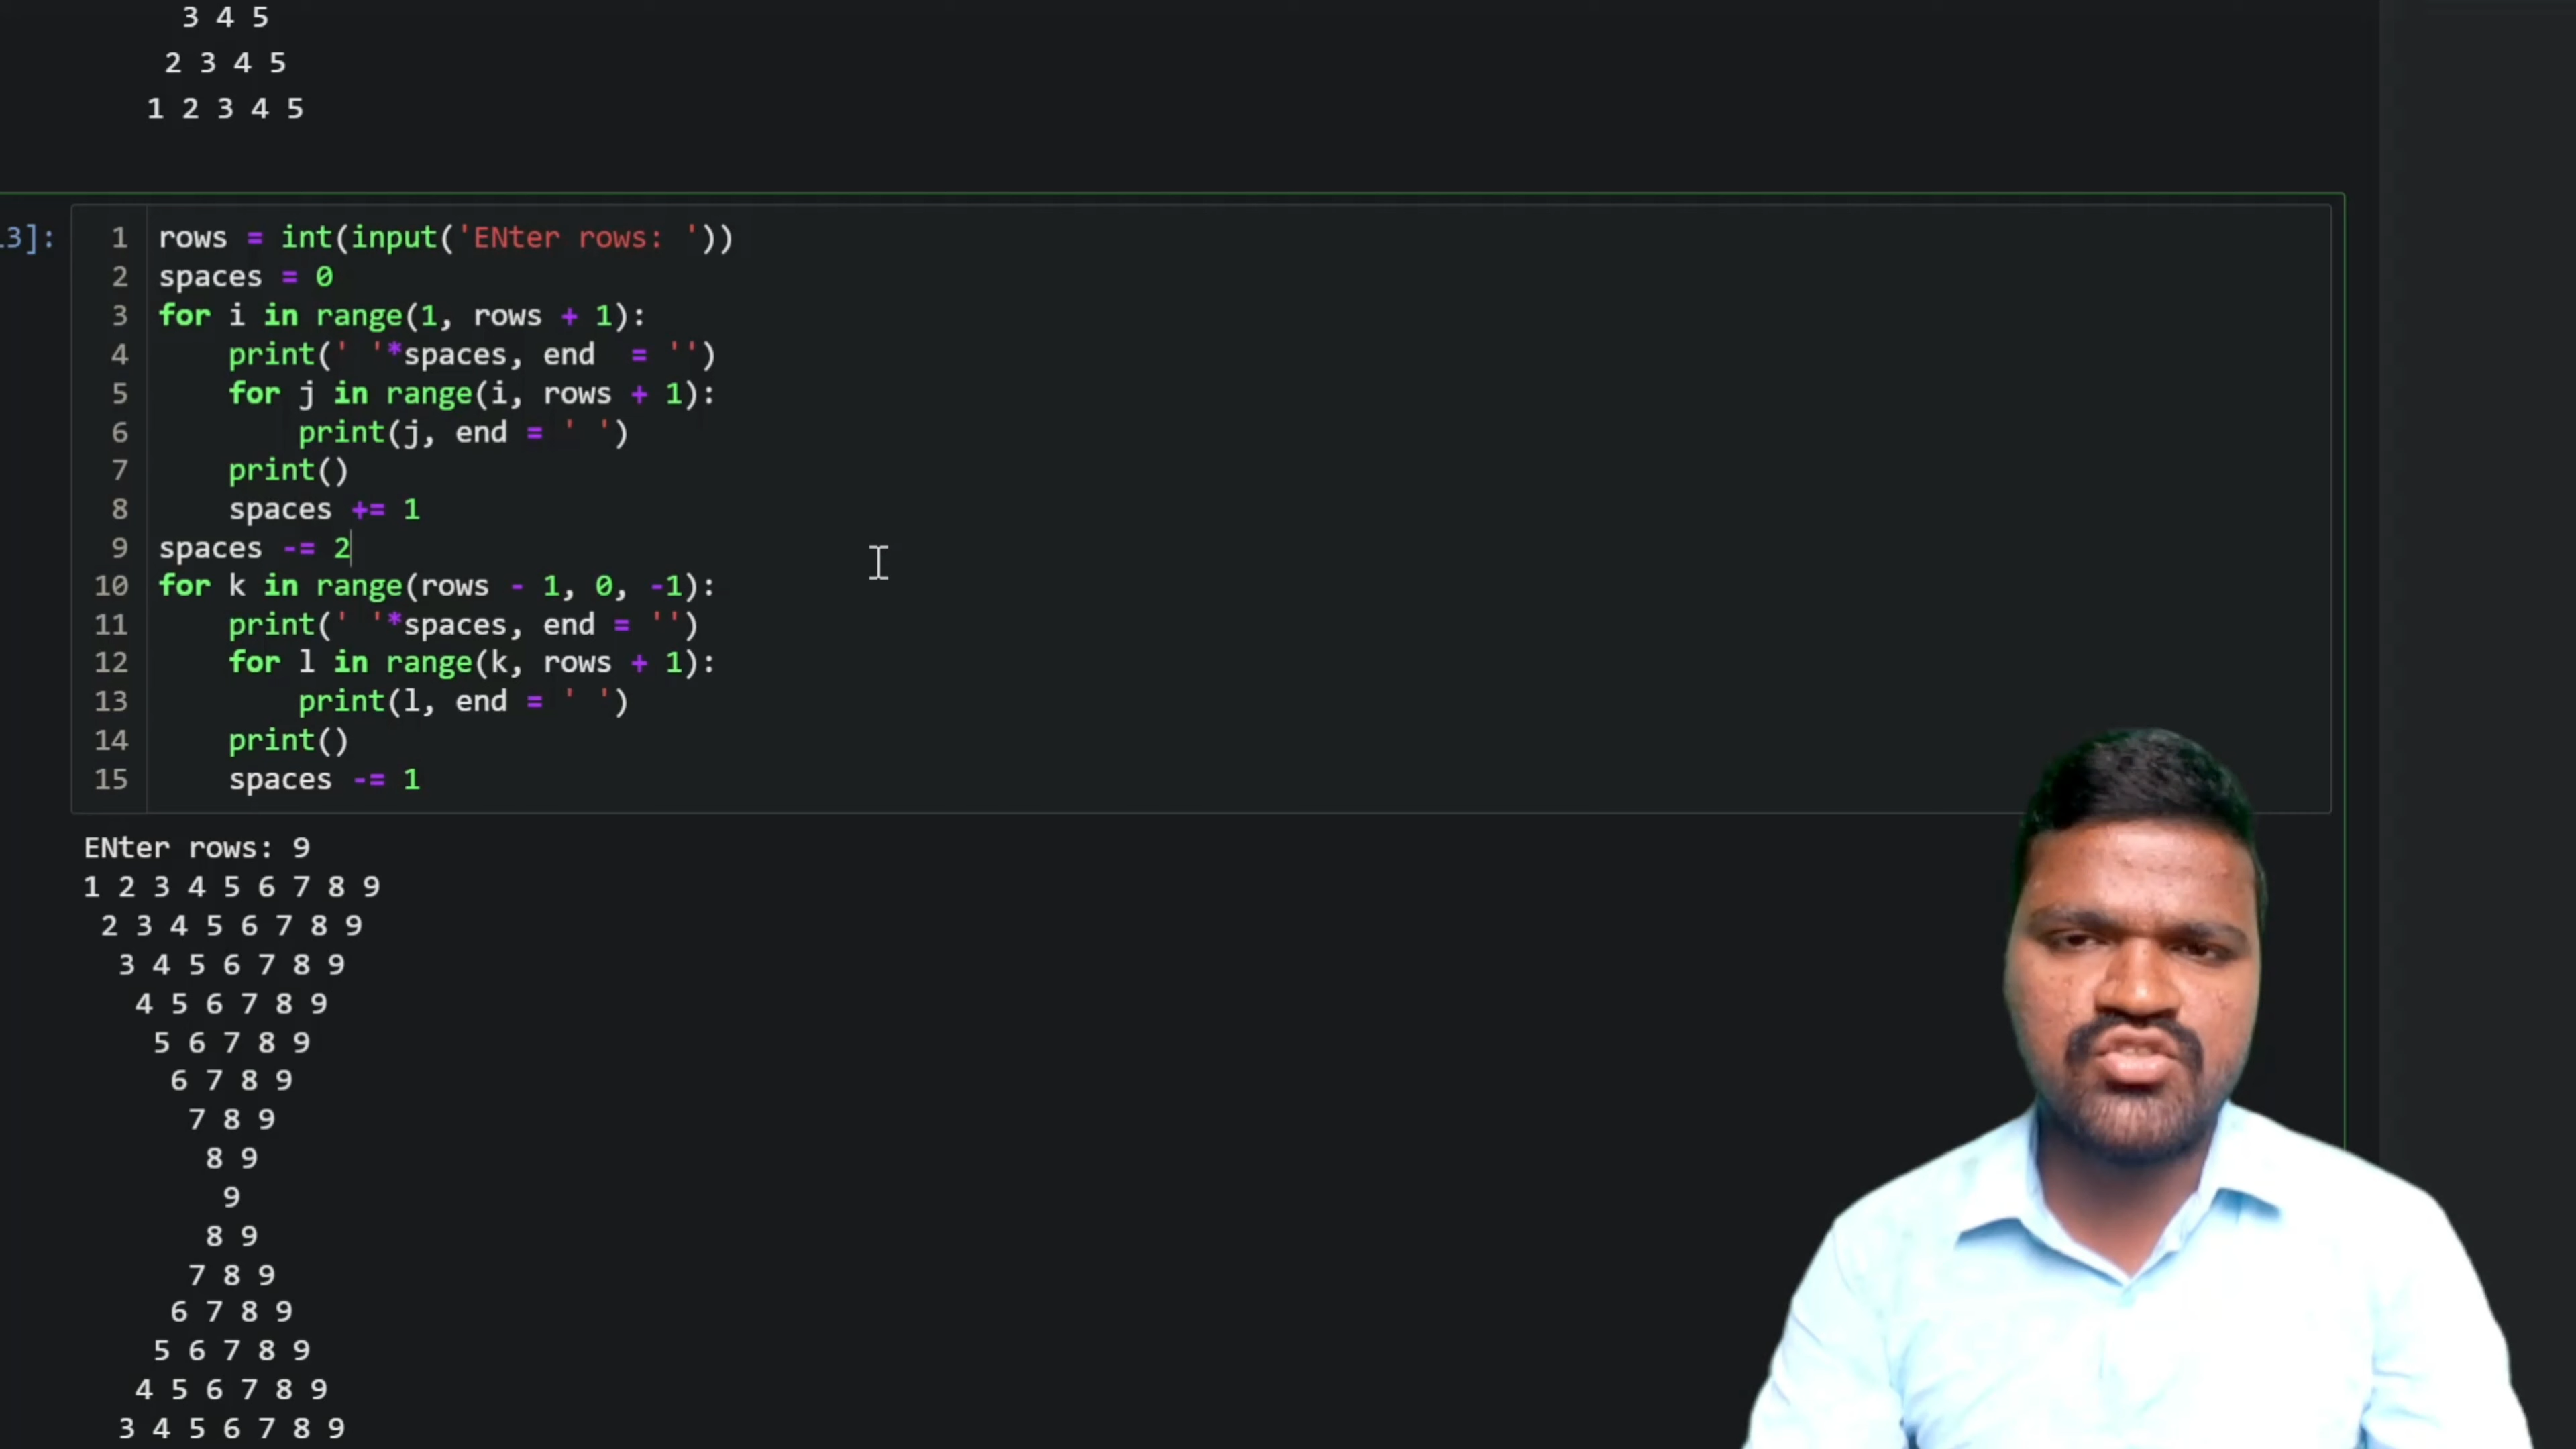 3 4 5
2 3 4 5
1 2 3 4 5
13]:
1 rows = int(input('ENter rows: '))
2 spaces = 0
3 for i in range(1, rows + 1):
4     print(' '*spaces, end  = '')
5     for j in range(i, rows + 1):
6         print(j, end = ' ')
7     print()
8     spaces += 1
9 spaces -= 2
10 for k in range(rows - 1, 0, -1):
11     print(' '*spaces, end = '')
12     for l in range(k, rows + 1):
13         print(l, end = ' ')
14     print()
15     spaces -= 1
ENter rows: 9
1 2 3 4 5 6 7 8 9
2 3 4 5 6 7 8 9
3 4 5 6 7 8 9
4 5 6 7 8 9
5 6 7 8 9
6 7 8 9
7 8 9
8 9
9
8 9
7 8 9
6 7 8 9
5 6 7 8 9
4 5 6 7 8 9
3 4 5 6 7 8 9